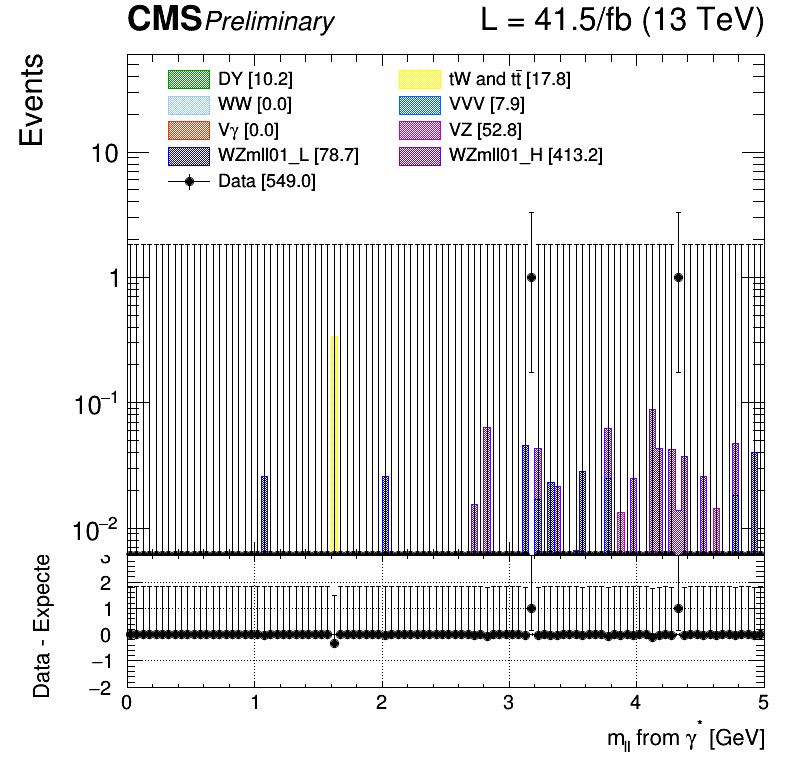 CMS Preliminary L = 41.5/fb (13 TeV)
Events
DY [10.2] tW and tt̄ [17.8]
WW [0.0] VVV [7.9]
Vγ [0.0] VZ [52.8]
WZmll01_L [78.7] WZmll01_H [413.2]
Data [549.0]
10
1
10⁻¹
10⁻²
Data - Expecte
3
2
1
0
−1
−2
0 1 2 3 4 5
m_ll from γ* [GeV]